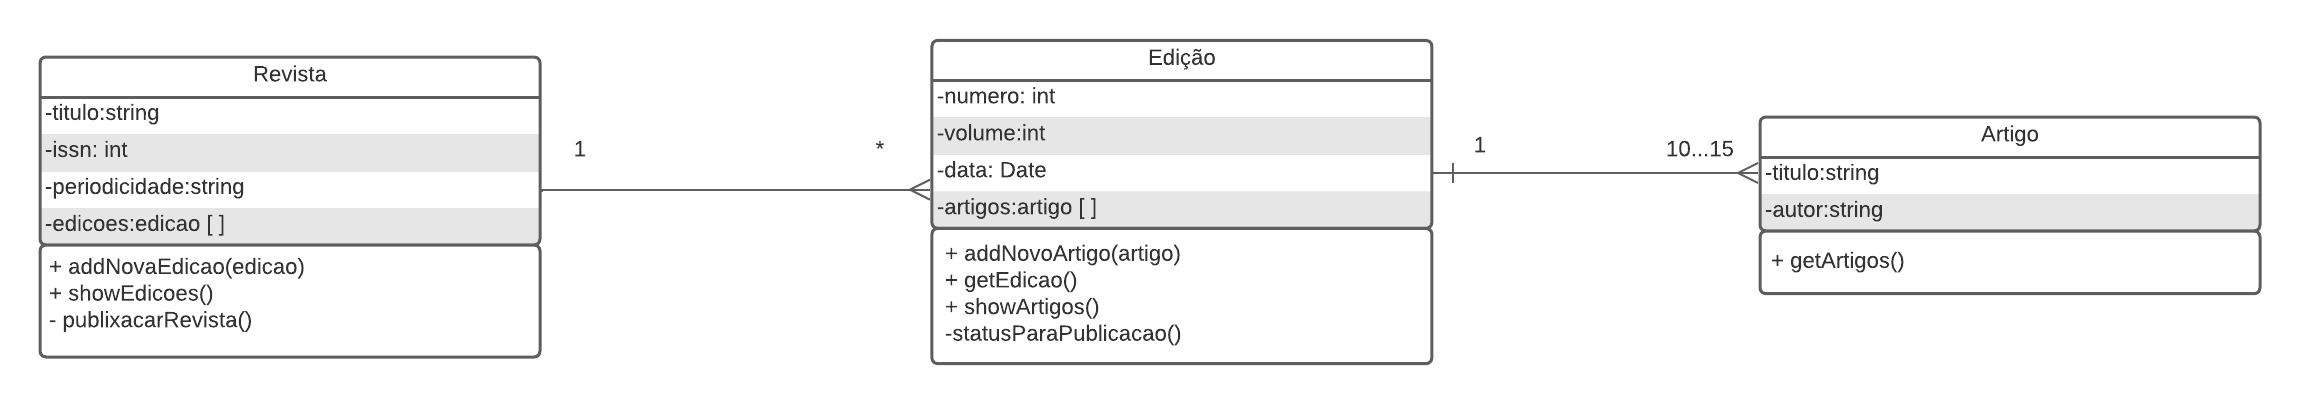 Revista
-titulo:string
-issn: int
-periodicidade:string
-edicoes:edicao [ ]
+ addNovaEdicao(edicao)
+ showEdicoes()
- publixacarRevista()
1
*
Edição
-numero: int
-volume:int
-data: Date
-artigos:artigo [ ]
+ addNovoArtigo(artigo)
+ getEdicao()
+ showArtigos()
-statusParaPublicacao()
1
10...15
Artigo
-titulo:string
-autor:string
+ getArtigos()